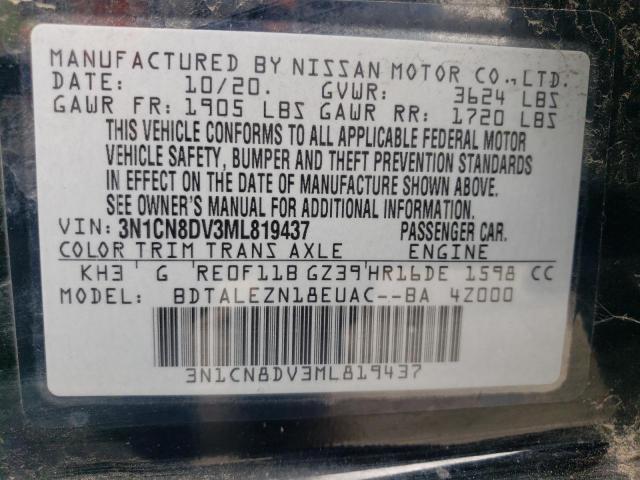 MANUFACTURED BY NISSAN MOTOR CO.,LTD.
DATE: 10/20. GVWR: 3624 LBS
GAWR FR: 1905 LBS GAWR RR: 1720 LBS
THIS VEHICLE CONFORMS TO ALL APPLICABLE FEDERAL MOTOR
VEHICLE SAFETY, BUMPER AND THEFT PREVENTION STANDARDS
IN EFFECT ON THE DATE OF MANUFACTURE SHOWN ABOVE.
SEE OWNER'S MANUAL FOR ADDITIONAL INFORMATION.
VIN: 3N1CN8DV3ML819437 PASSENGER CAR.
COLOR TRIM TRANS AXLE ENGINE
KH3 G RE0F11B GZ39 HR16DE 1598 CC
MODEL: BDTALEZN18EUAC--BA 4Z000
3N1CN8DV3ML819437